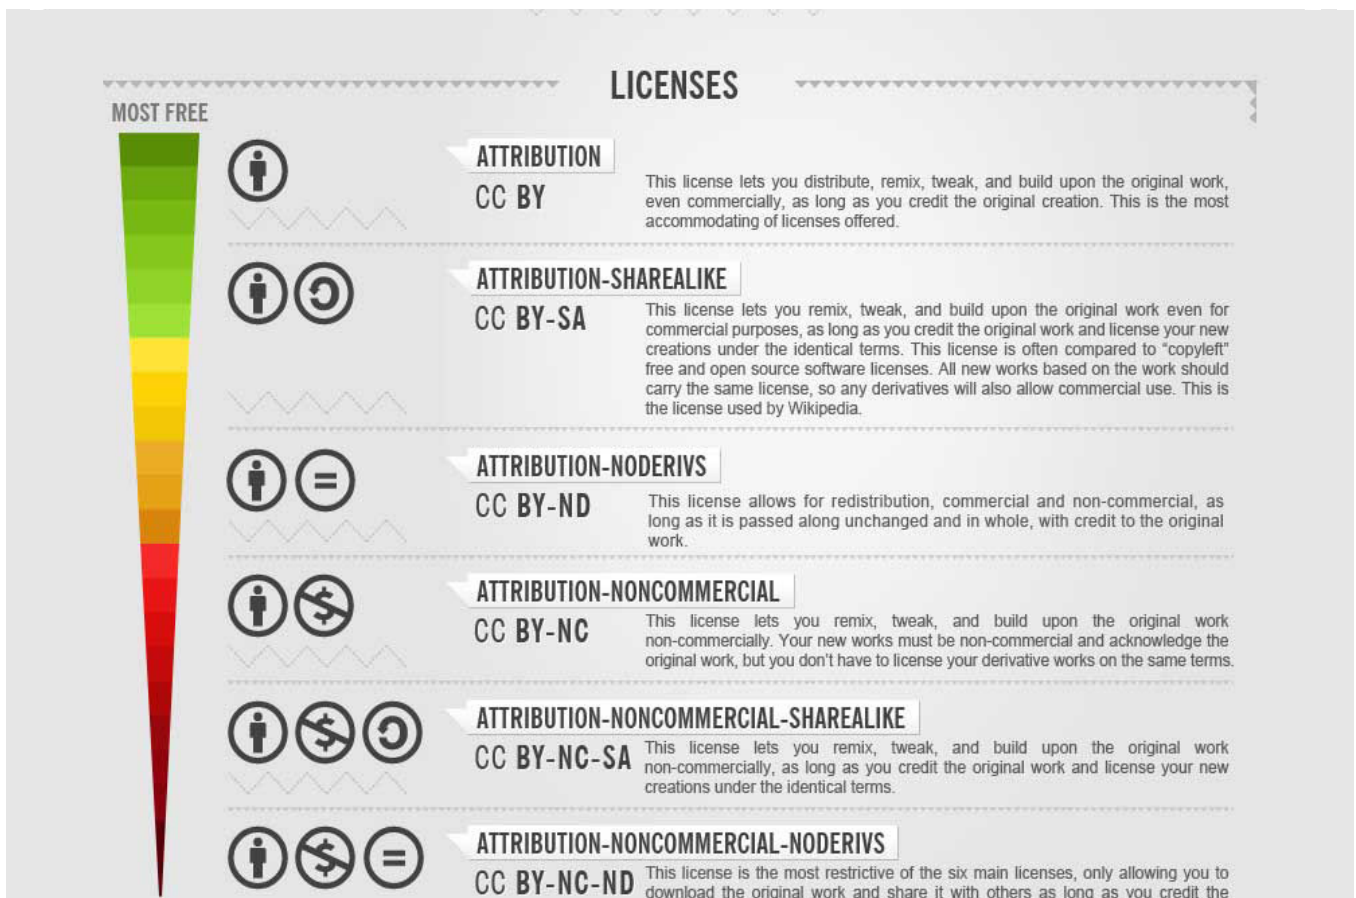 LICENSES
MOST FREE
ATTRIBUTION
CC BY
This license lets you distribute, remix, tweak, and build upon the original work,
even commercially, as long as you credit the original creation. This is the most
accommodating of licenses offered.
ATTRIBUTION-SHAREALIKE
CC BY-SA
This license lets you remix, tweak, and build upon the original work even for
commercial purposes, as long as you credit the original work and license your new
creations under the identical terms. This license is often compared to “copyleft”
free and open source software licenses. All new works based on the work should
carry the same license, so any derivatives will also allow commercial use. This is
the license used by Wikipedia.
ATTRIBUTION-NODERIVS
CC BY-ND
This license allows for redistribution, commercial and non-commercial, as
long as it is passed along unchanged and in whole, with credit to the original
work.
ATTRIBUTION-NONCOMMERCIAL
CC BY-NC
This license lets you remix, tweak, and build upon the original work
non-commercially. Your new works must be non-commercial and acknowledge the
original work, but you don't have to license your derivative works on the same terms.
ATTRIBUTION-NONCOMMERCIAL-SHAREALIKE
CC BY-NC-SA
This license lets you remix, tweak, and build upon the original work
non-commercially, as long as you credit the original work and license your new
creations under the identical terms.
ATTRIBUTION-NONCOMMERCIAL-NODERIVS
CC BY-NC-ND
This license is the most restrictive of the six main licenses, only allowing you to
download the original work and share it with others as long as you credit the